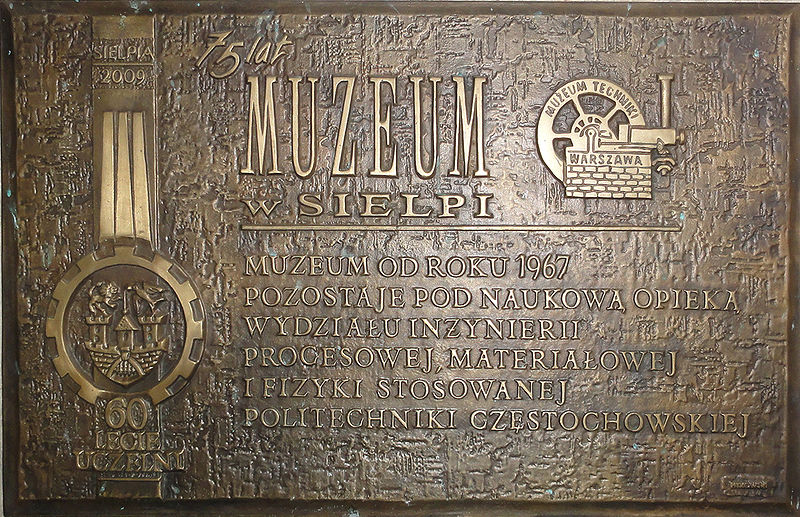 SIELPIA
2009
75 lat
MUZEUM
W SIELPI
MUZEUM TECHNIKI
WARSZAWA
MUZEUM OD ROKU 1967
POZOSTAJE POD NAUKOWĄ OPIEKĄ
WYDZIAŁU INŻYNIERII
PROCESOWEJ, MATERIAŁOWEJ
I FIZYKI STOSOWANEJ
POLITECHNIKI CZĘSTOCHOWSKIEJ
60
LECIE
UCZELNI